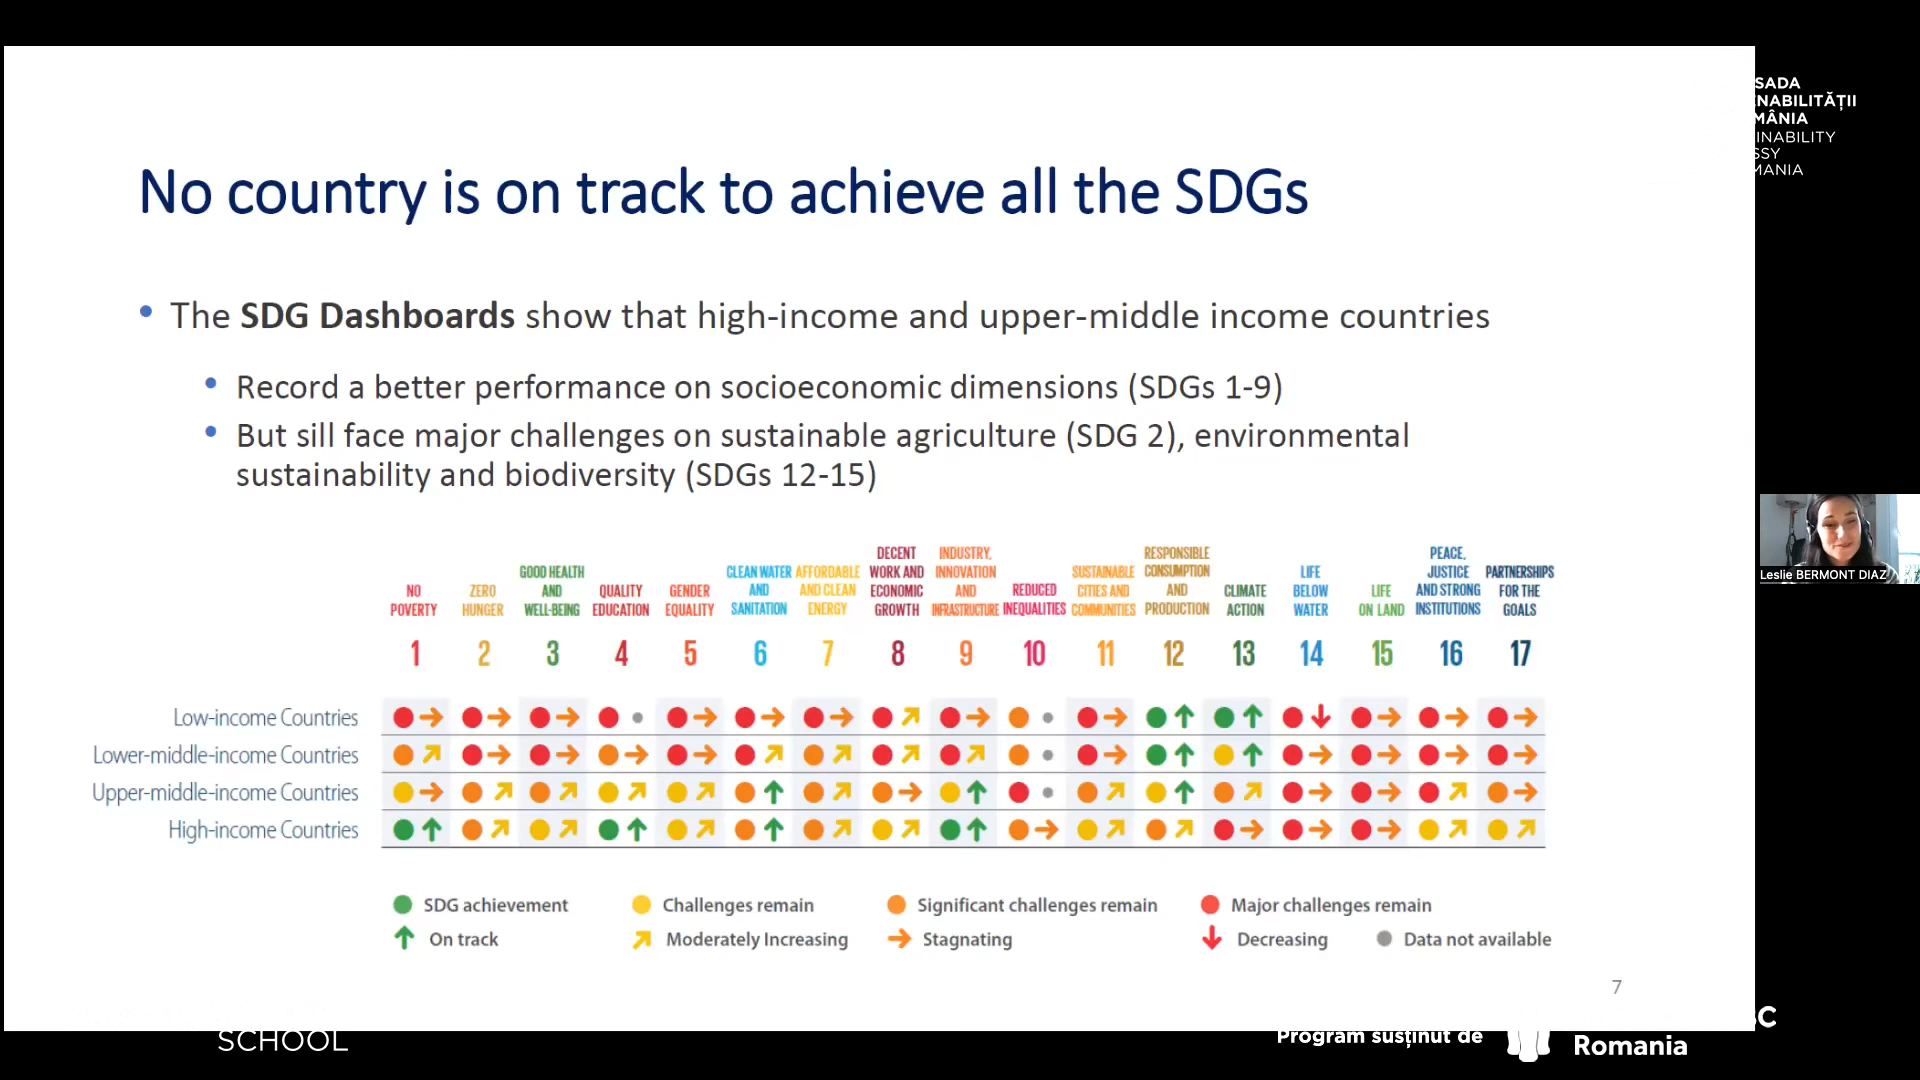 SADA
NABILITĂȚII
MÂNIA
INABILITY
SSY
MANIA
No country is on track to achieve all the SDGs
• The SDG Dashboards show that high-income and upper-middle income countries
• Record a better performance on socioeconomic dimensions (SDGs 1-9)
• But sill face major challenges on sustainable agriculture (SDG 2), environmental
sustainability and biodiversity (SDGs 12-15)
NO POVERTY
ZERO HUNGER
GOOD HEALTH AND WELL-BEING
QUALITY EDUCATION
GENDER EQUALITY
CLEAN WATER AND SANITATION
AFFORDABLE AND CLEAN ENERGY
DECENT WORK AND ECONOMIC GROWTH
INDUSTRY, INNOVATION AND INFRASTRUCTURE
REDUCED INEQUALITIES
SUSTAINABLE CITIES AND COMMUNITIES
RESPONSIBLE CONSUMPTION AND PRODUCTION
CLIMATE ACTION
LIFE BELOW WATER
LIFE ON LAND
PEACE, JUSTICE AND STRONG INSTITUTIONS
PARTNERSHIPS FOR THE GOALS
1 2 3 4 5 6 7 8 9 10 11 12 13 14 15 16 17
Low-income Countries
Lower-middle-income Countries
Upper-middle-income Countries
High-income Countries
SDG achievement Challenges remain Significant challenges remain Major challenges remain
On track Moderately Increasing Stagnating Decreasing Data not available
7
Leslie BERMONT DIAZ
SCHOOL
Program susținut de
C
Romania